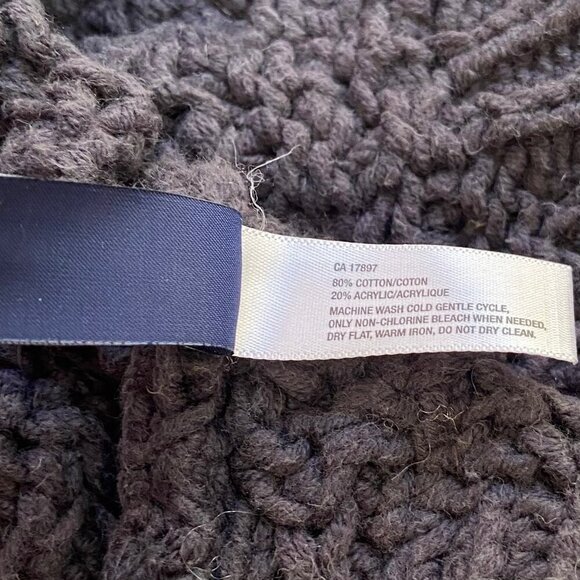 CA 17897
80% COTTON/COTON
20% ACRYLIC/ACRYLIQUE
MACHINE WASH COLD GENTLE CYCLE,
ONLY NON-CHLORINE BLEACH WHEN NEEDED,
DRY FLAT, WARM IRON, DO NOT DRY CLEAN.